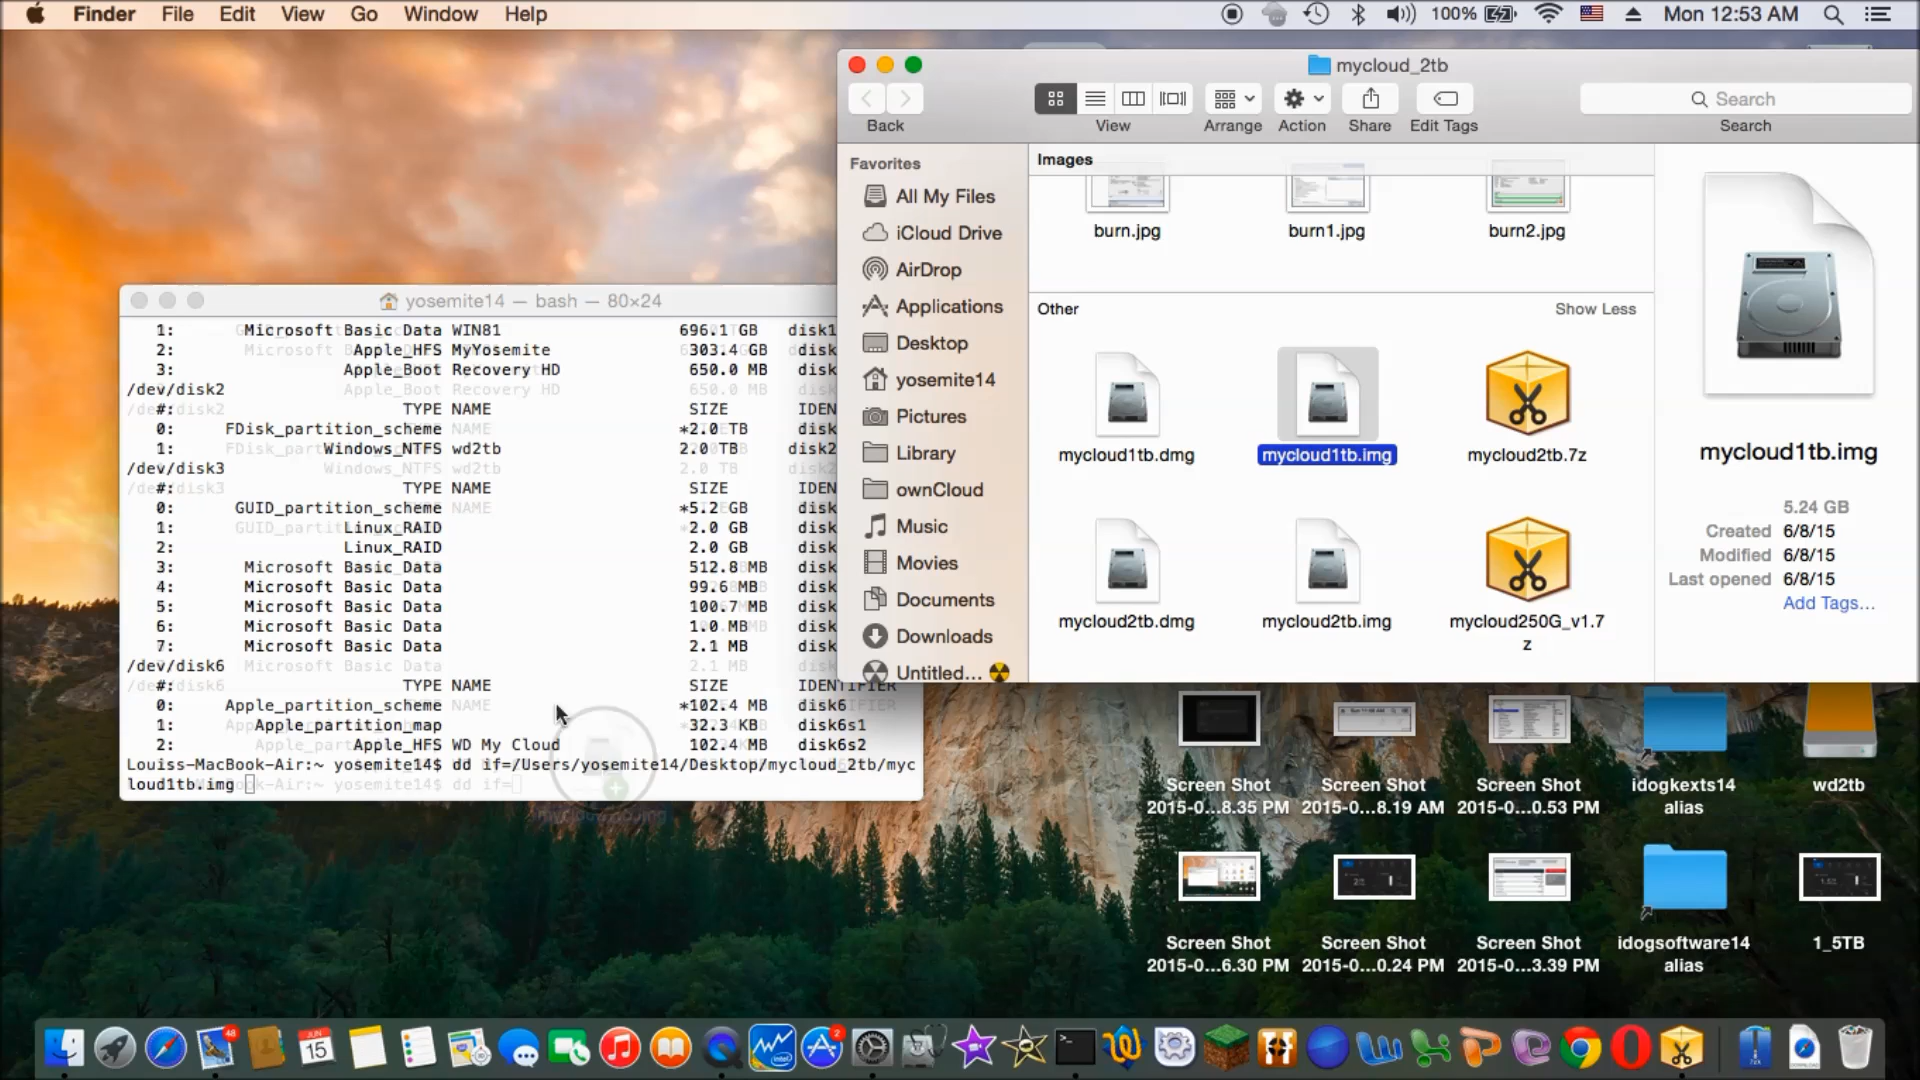 Finder File Edit View Go Window Help
100% Mon 12:53 AM
mycloud_2tb
Search
Back View Arrange Action Share Edit Tags Search
Favorites
All My Files
iCloud Drive
AirDrop
Applications
Desktop
yosemite14
Pictures
Library
ownCloud
Music
Movies
Documents
Downloads
Untitled...
Images
burn.jpg burn1.jpg burn2.jpg
Other Show Less
mycloud1tb.dmg mycloud1tb.img mycloud2tb.7z
mycloud2tb.dmg mycloud2tb.img mycloud250G_v1.7
z
mycloud1tb.img
5.24 GB
Created 6/8/15
Modified 6/8/15
Last opened 6/8/15
Add Tags...
yosemite14 — bash — 80×24
1: Microsoft Basic Data WIN81 696.1 GB disk1
2: Apple_HFS MyYosemite 303.4 GB disk
3: Apple_Boot Recovery HD 650.0 MB disk
/dev/disk2
#: TYPE NAME SIZE IDEN
0: FDisk_partition_scheme *2.0 TB disk
1: Windows_NTFS wd2tb 2.0 TB disk2
/dev/disk3
#: TYPE NAME SIZE IDEN
0: GUID_partition_scheme *5.2 GB disk
1: Linux_RAID 2.0 GB disk
2: Linux_RAID 2.0 GB disk
3: Microsoft Basic Data 512.8 MB disk
4: Microsoft Basic Data 99.6 MB disk
5: Microsoft Basic Data 100.7 MB disk
6: Microsoft Basic Data 1.0 MB disk
7: Microsoft Basic Data 2.1 MB disk
/dev/disk6
#: TYPE NAME SIZE IDENTIFIER
0: Apple_partition_scheme *102.4 MB disk6
1: Apple_partition_map 32.3 KB disk6s1
2: Apple_HFS WD My Cloud 102.4 MB disk6s2
Louiss-MacBook-Air:~ yosemite14$ dd if=/Users/yosemite14/Desktop/mycloud_2tb/myc
loud1tb.img
Screen Shot Screen Shot Screen Shot idogkexts14 wd2tb
2015-0...8.35 PM 2015-0...8.19 AM 2015-0...0.53 PM alias
Screen Shot Screen Shot Screen Shot idogsoftware14 1_5TB
2015-0...6.30 PM 2015-0...0.24 PM 2015-0...3.39 PM alias
48
JUN
15
2